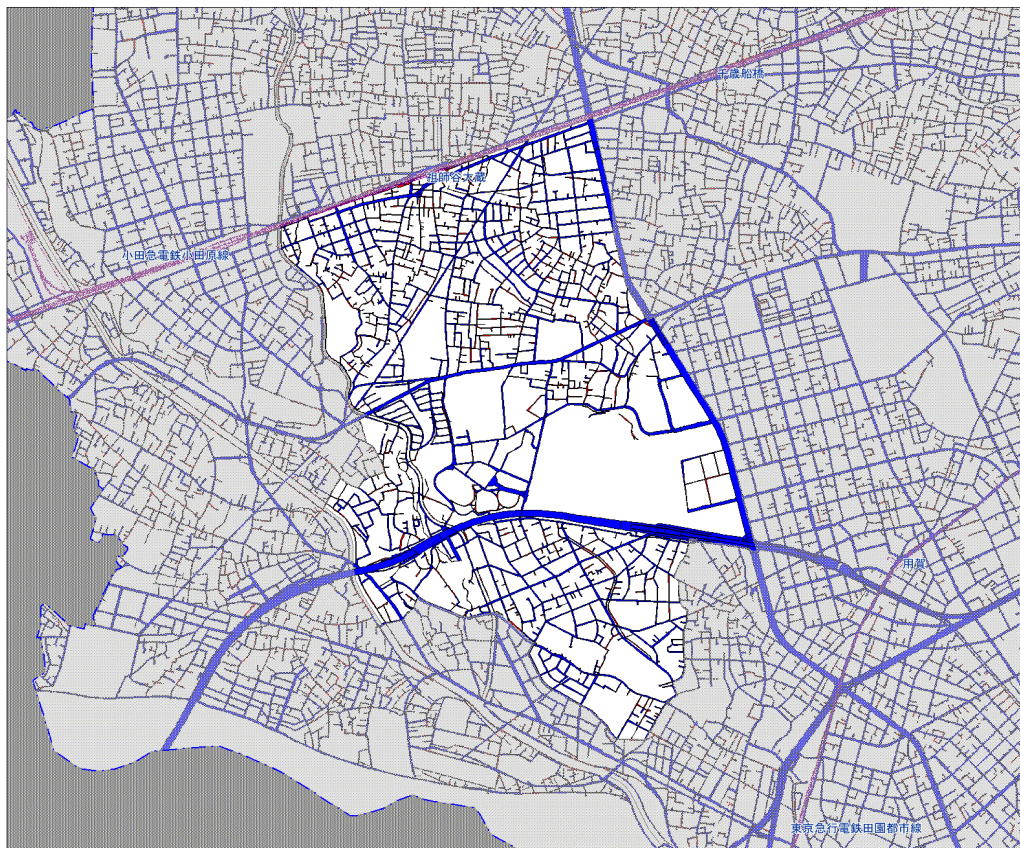 千歳船橋
祖師谷大蔵
小田急電鉄小田原線
用賀
東京急行電鉄田園都市線